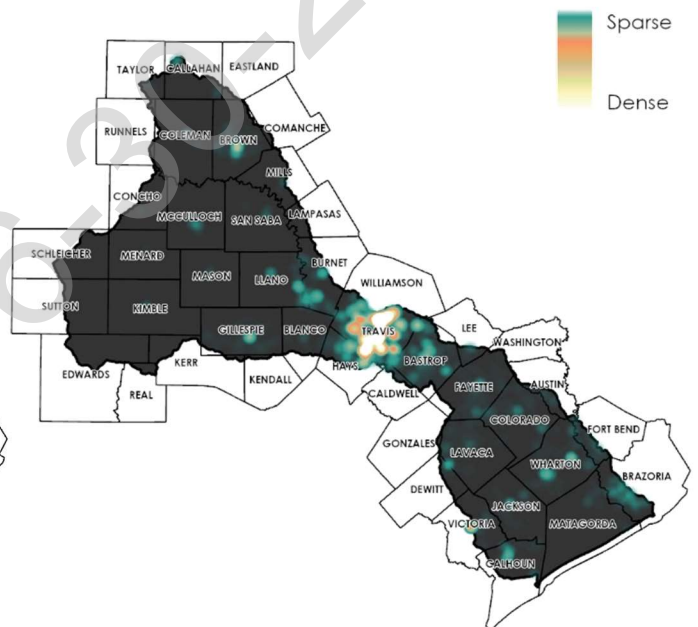 Sparse
Dense
TAYLOR
CALLAHAN
EASTLAND
RUNNELS
COLEMAN
BROWN
COMANCHE
MILLS
CONCHO
MCCULLOCH
SAN SABA
LAMPASAS
SCHLEICHER
MENARD
MASON
LLANO
BURNET
WILLIAMSON
SUTTON
KIMBLE
GILLESPIE
BLANCO
TRAVIS
LEE
WASHINGTON
EDWARDS
REAL
KERR
KENDALL
HAYS
BASTROP
CALDWELL
FAYETTE
AUSTIN
GONZALES
COLORADO
FORT BEND
LAVACA
WHARTON
BRAZORIA
DEWITT
JACKSON
VICTORIA
MATAGORDA
CALHOUN